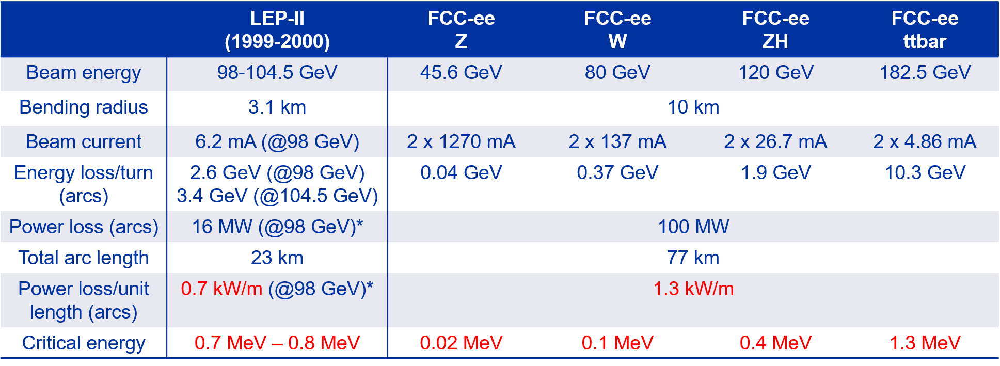 LEP-II
(1999-2000)
FCC-ee
Z
FCC-ee
W
FCC-ee
ZH
FCC-ee
ttbar
Beam energy
98-104.5 GeV
45.6 GeV
80 GeV
120 GeV
182.5 GeV
Bending radius
3.1 km
10 km
Beam current
6.2 mA (@98 GeV)
2 x 1270 mA
2 x 137 mA
2 x 26.7 mA
2 x 4.86 mA
Energy loss/turn
(arcs)
2.6 GeV (@98 GeV)
3.4 GeV (@104.5 GeV)
0.04 GeV
0.37 GeV
1.9 GeV
10.3 GeV
Power loss (arcs)
16 MW (@98 GeV)*
100 MW
Total arc length
23 km
77 km
Power loss/unit
length (arcs)
0.7 kW/m (@98 GeV)*
1.3 kW/m
Critical energy
0.7 MeV – 0.8 MeV
0.02 MeV
0.1 MeV
0.4 MeV
1.3 MeV